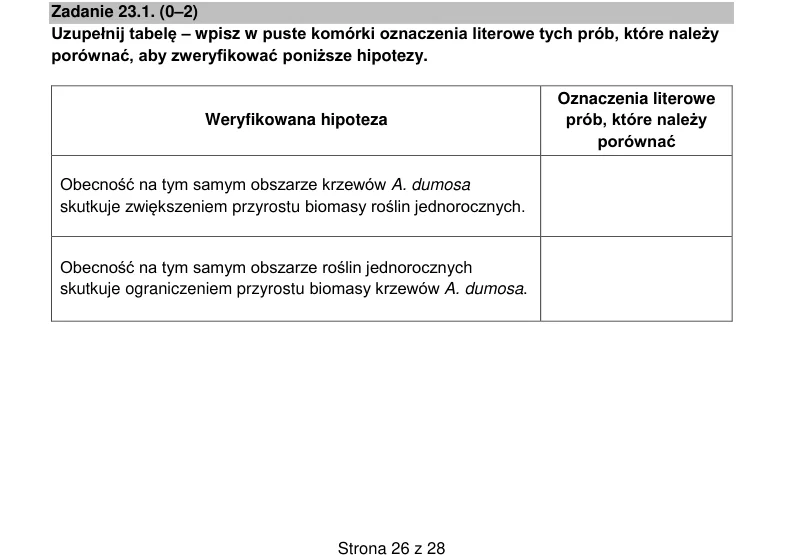 Zadanie 23.1. (0–2)
Uzupełnij tabelę – wpisz w puste komórki oznaczenia literowe tych prób, które należy
porównać, aby zweryfikować poniższe hipotezy.
Weryfikowana hipoteza
Oznaczenia literowe
prób, które należy
porównać
Obecność na tym samym obszarze krzewów A. dumosa
skutkuje zwiększeniem przyrostu biomasy roślin jednorocznych.
Obecność na tym samym obszarze roślin jednorocznych
skutkuje ograniczeniem przyrostu biomasy krzewów A. dumosa.
Strona 26 z 28